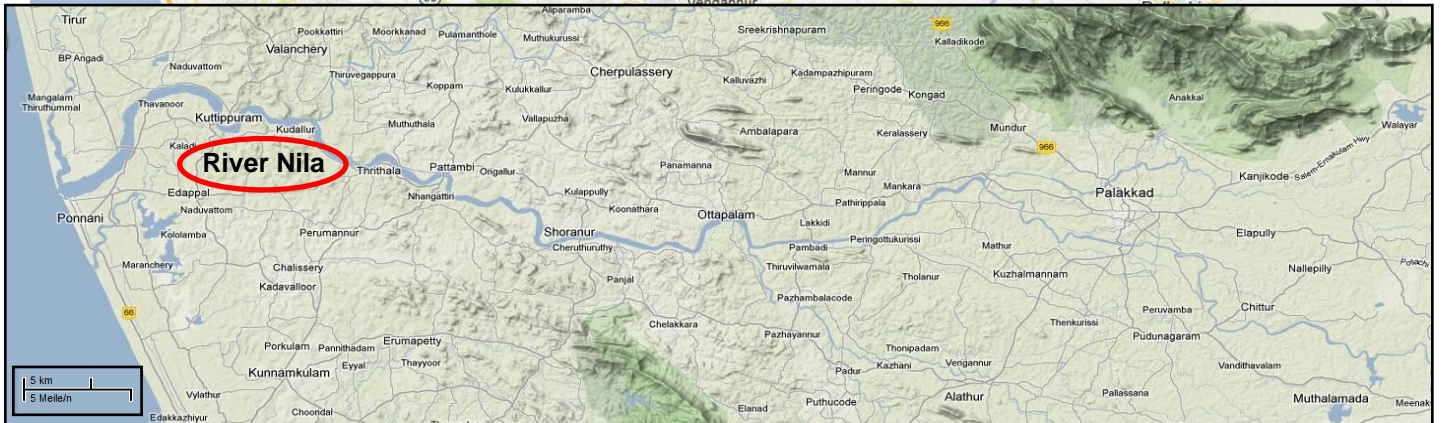 Vengannur
Tirur
Pookkattiri
Moorkkanad
Pulamanthole
Aliparamba
Muthukurussi
Sreekrishnapuram
966
Kalladikode
BP Angadi
Valanchery
Naduvattom
Thiruvegappura
Koppam
Kulukkallur
Cherpulassery
Kalluvazhi
Kadampazhipuram
Peringode
Kongad
Anakkal
Mangalam
Thiruthummal
Thavanoor
Kuttippuram
Kudallur
Muthuthala
Vallapuzha
Ambalapara
Keralassery
Mundur
966
Walayar
Kaladi
River Nila
Thrithala
Pattambi
Ongallur
Panamanna
Mannur
Mankara
Kanjikode
Salem-Ernakulam Hwy
Edappal
Naduvattom
Nhangattiri
Kulappully
Koonathara
Ottapalam
Pathirippala
Palakkad
Ponnani
Kololamba
Perumannur
Shoranur
Cheruthuruthy
Lakkidi
Pambadi
Peringottukurissi
Mathur
Elapully
Maranchery
Chalissery
Kadavalloor
Panjal
Thiruvilwamala
Tholanur
Kuzhalmannam
Nallepilly
66
Pazhambalacode
Peruvamba
Chittur
Chelakkara
Pazhayannur
Thenkurissi
Pudunagaram
Porkulam
Pannithadam
Erumapetty
Thonipadam
Kunnamkulam
Eyyal
Thayyoor
Padur
Kazhani
Vengannur
Vandithavalam
5 km
5 Meile/n
Vylathur
Edakkazhiyur
Choondal
Elanad
Puthucode
Alathur
Pallassana
Muthalamada